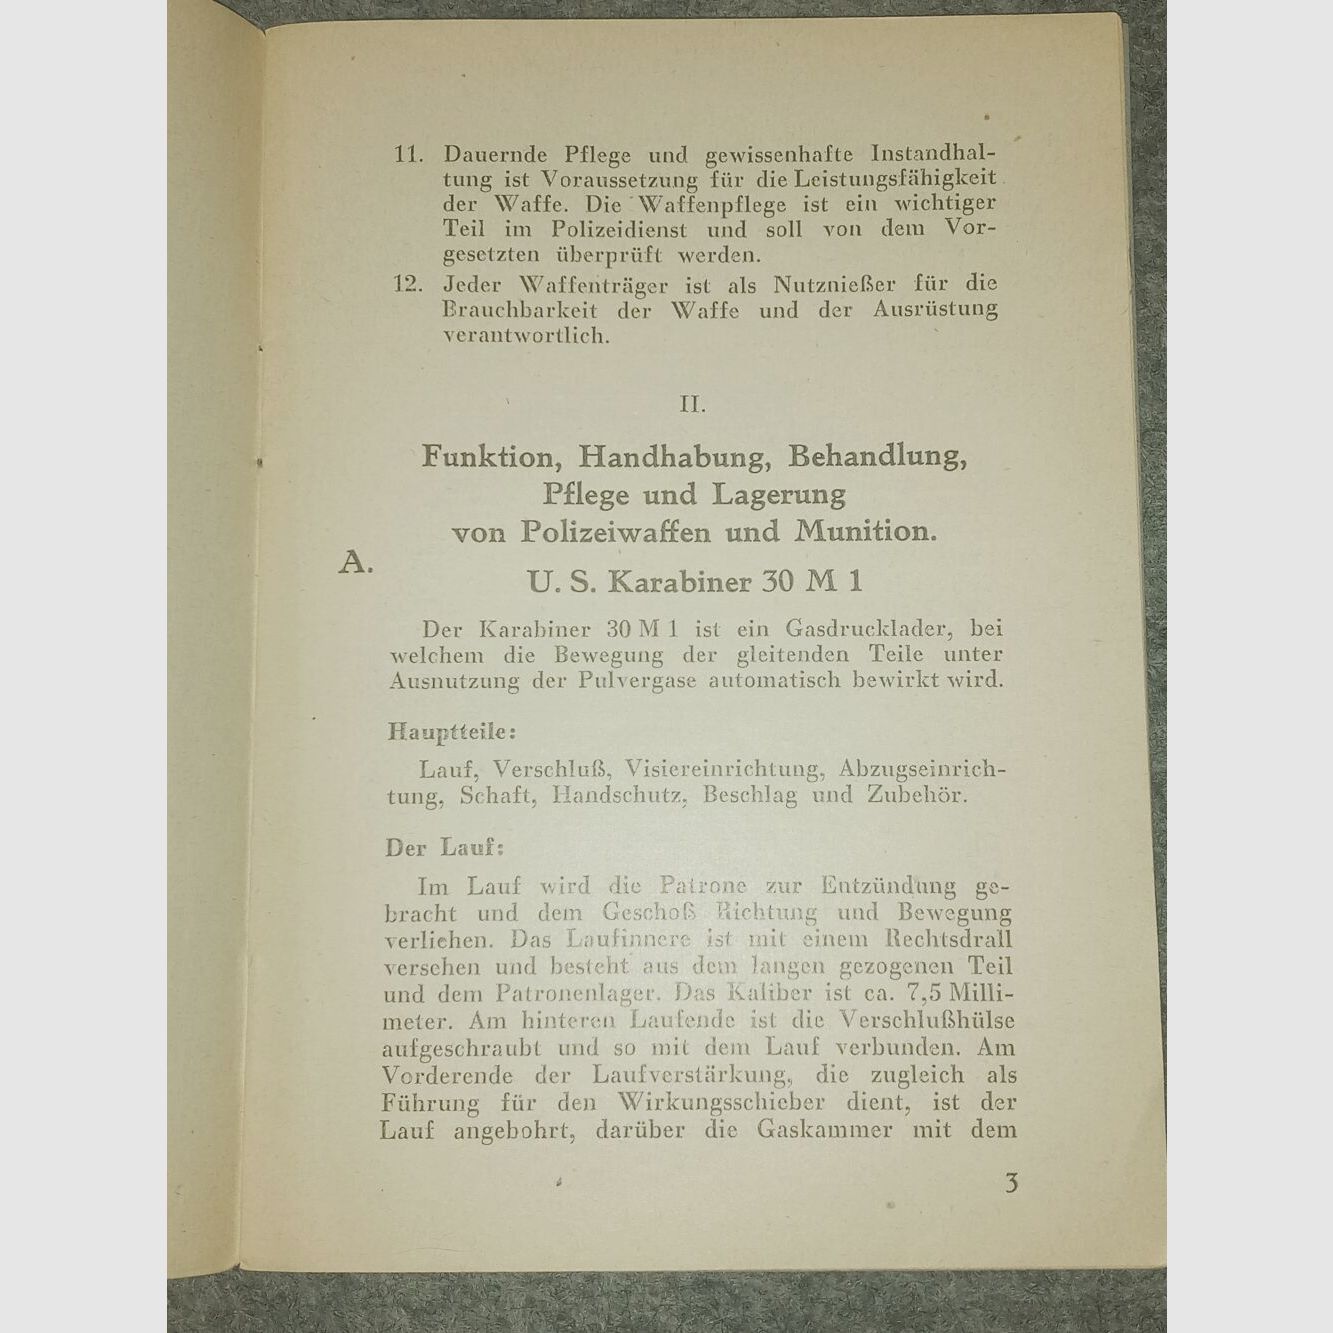 11. Dauernde Pflege und gewissenhafte Instandhal-
tung ist Voraussetzung für die Leistungsfähigkeit
der Waffe. Die Waffenpflege ist ein wichtiger
Teil im Polizeidienst und soll von dem Vor-
gesetzten überprüft werden.
12. Jeder Waffenträger ist als Nutznießer für die
Brauchbarkeit der Waffe und der Ausrüstung
verantwortlich.
II.
Funktion, Handhabung, Behandlung,
Pflege und Lagerung
von Polizeiwaffen und Munition.
A.
U. S. Karabiner 30 M 1
Der Karabiner 30 M 1 ist ein Gasdrucklader, bei
welchem die Bewegung der gleitenden Teile unter
Ausnutzung der Pulvergase automatisch bewirkt wird.
Hauptteile:
Lauf, Verschluß, Visiereinrichtung, Abzugseinrich-
tung, Schaft, Handschutz, Beschlag und Zubehör.
Der Lauf:
Im Lauf wird die Patrone zur Entzündung ge-
bracht und dem Geschoß Richtung und Bewegung
verliehen. Das Laufinnere ist mit einem Rechtsdrall
versehen und besteht aus dem langen gezogenen Teil
und dem Patronenlager. Das Kaliber ist ca. 7,5 Milli-
meter. Am hinteren Laufende ist die Verschlußhülse
aufgeschraubt und so mit dem Lauf verbunden. Am
Vorderende der Laufverstärkung, die zugleich als
Führung für den Wirkungsschieber dient, ist der
Lauf angebohrt, darüber die Gaskammer mit dem
3